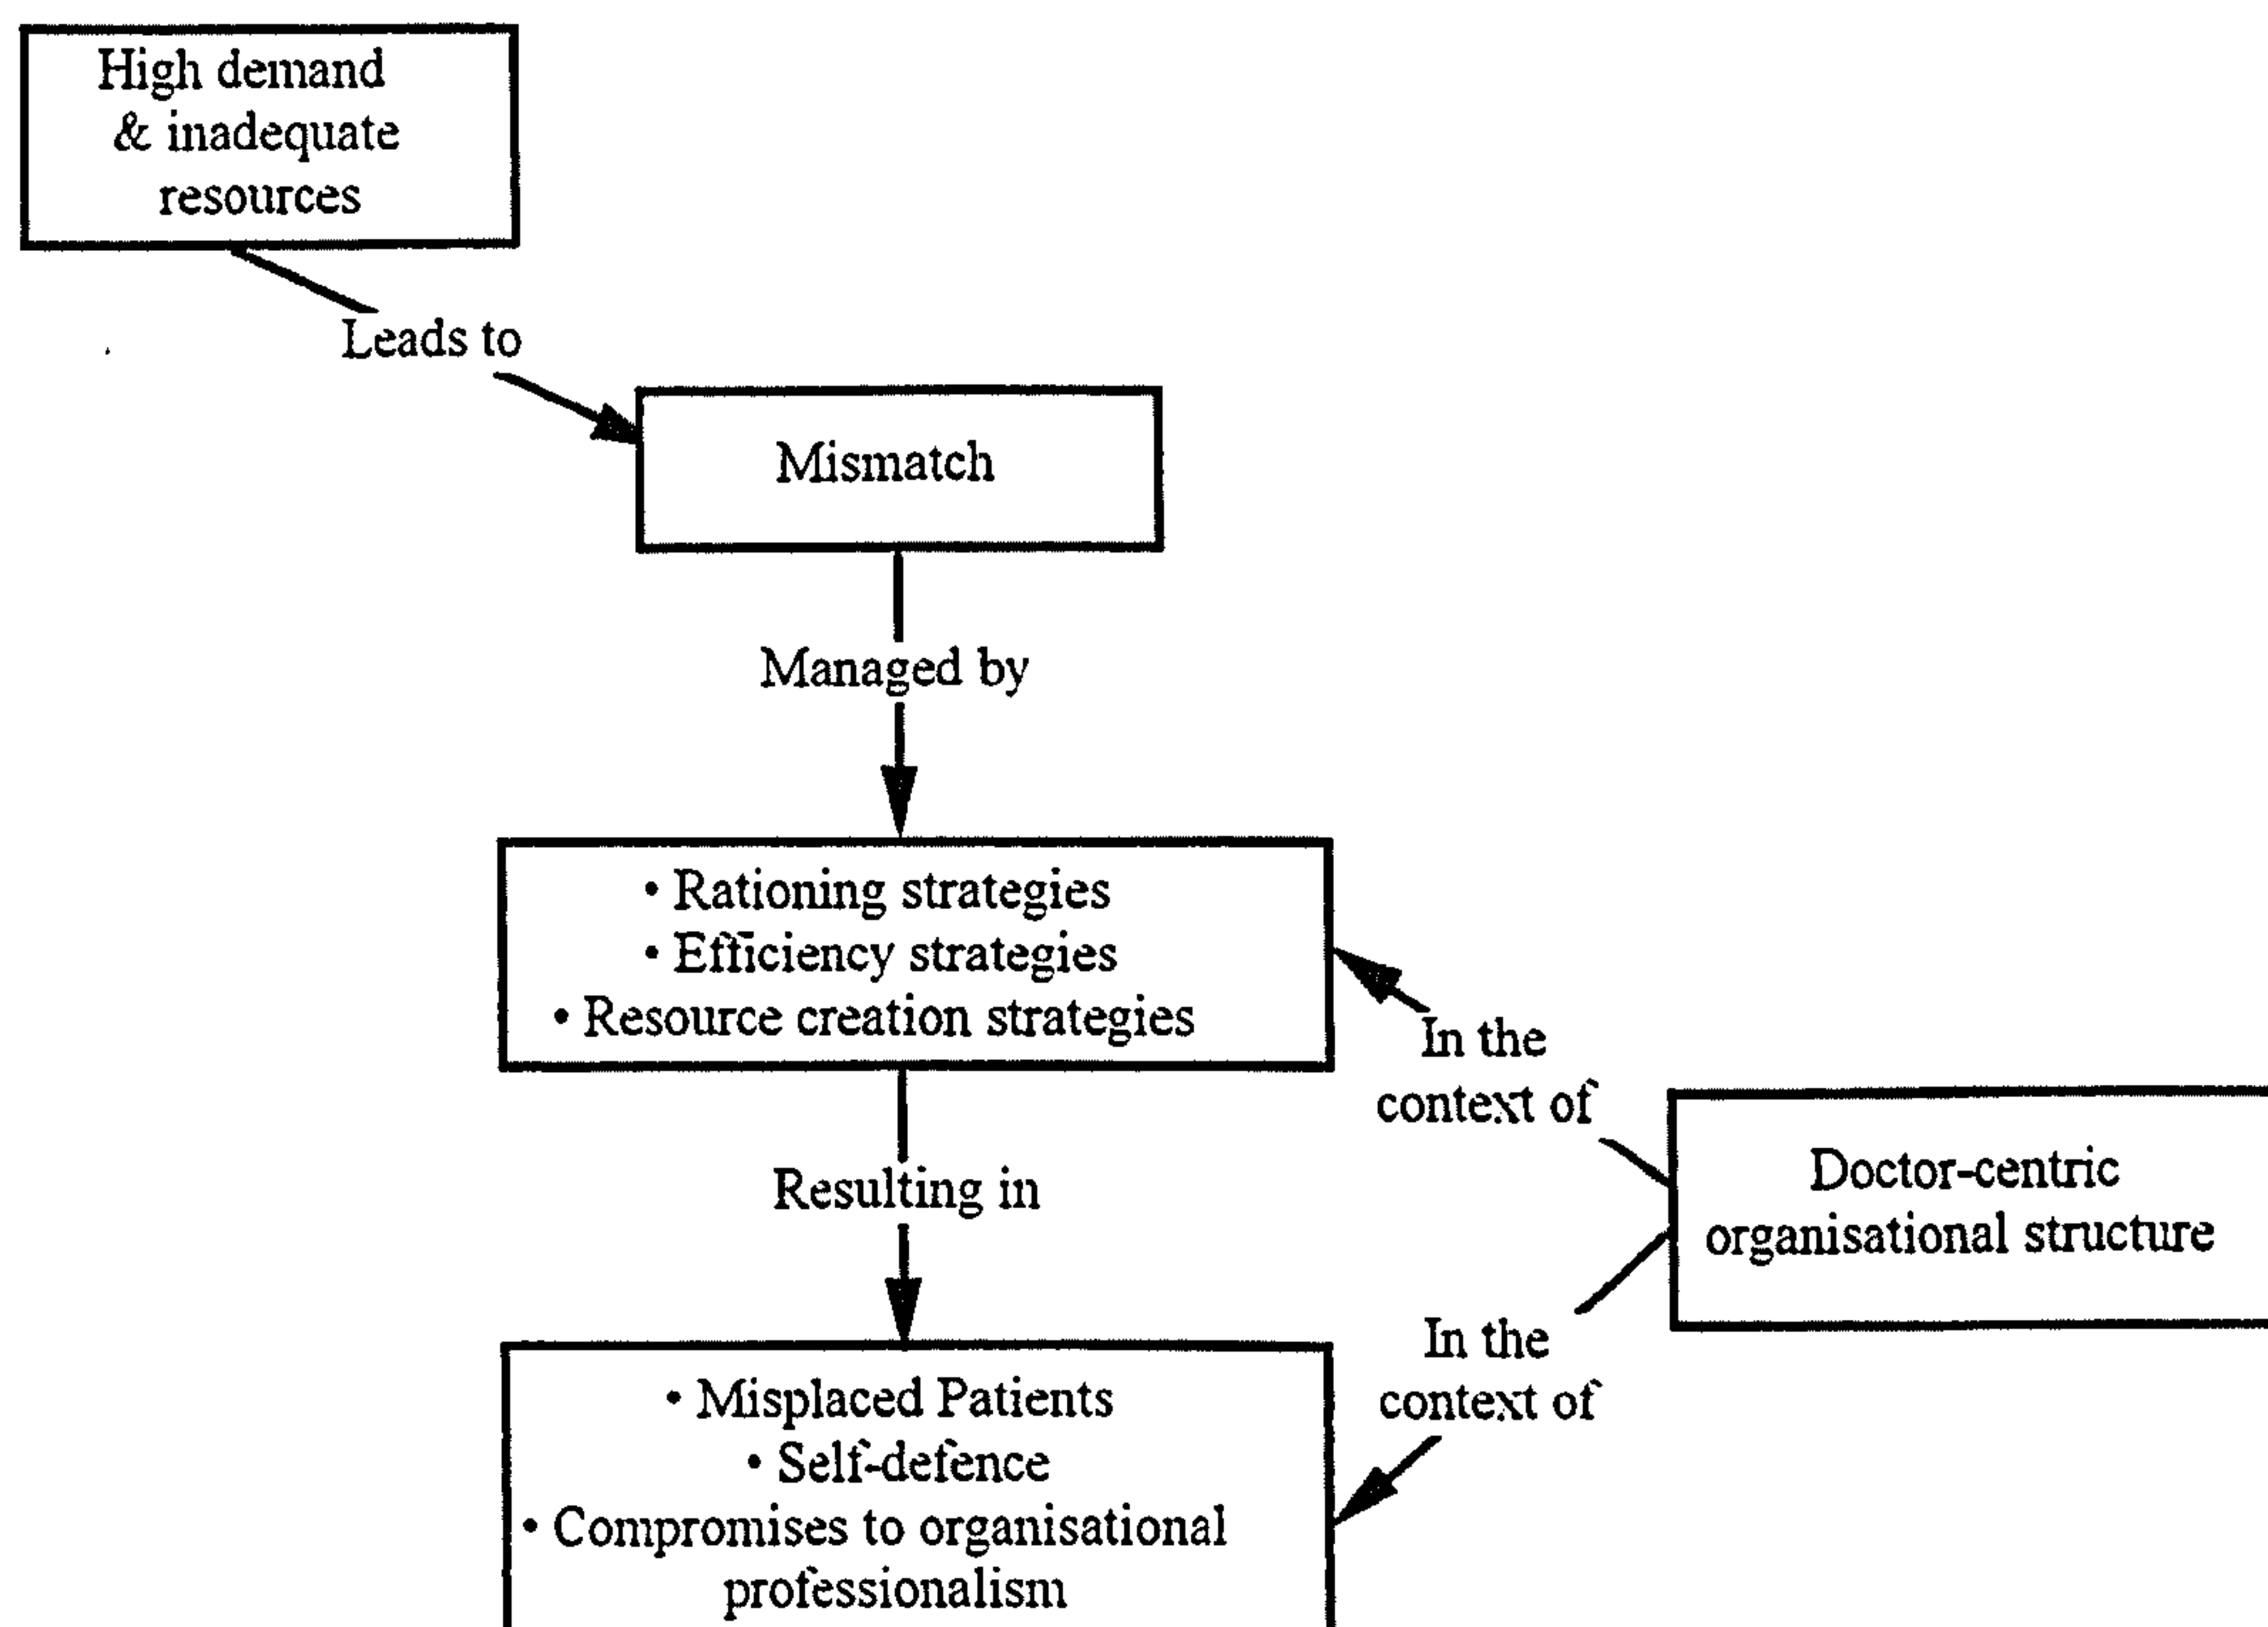 High demand
& inadequate
resources
Leads to
Mismatch
Managed by
• Rationing strategies
• Efficiency strategies
• Resource creation strategies
In the
context of
Doctor-centric
organisational structure
Resulting in
In the
context of
• Misplaced Patients
• Self-defence
• Compromises to organisational
professionalism